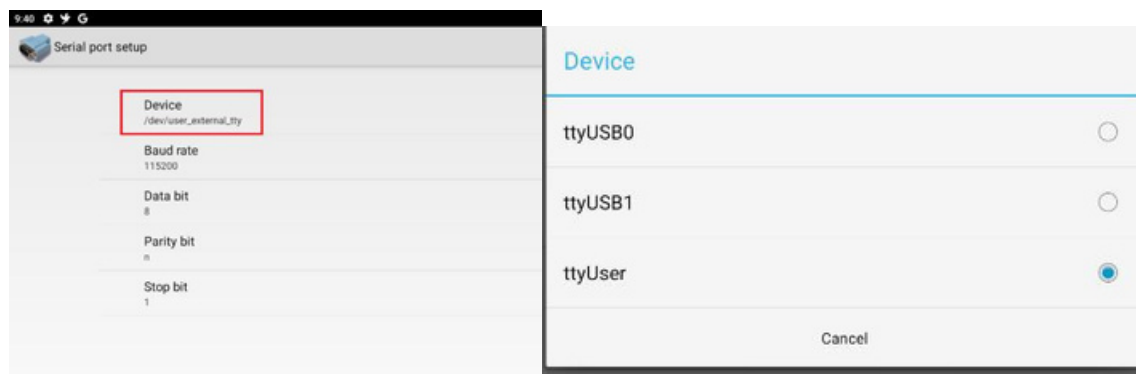 9:40 G
Serial port setup
Device
/dev/user_external_tty
Baud rate
115200
Data bit
8
Parity bit
n
Stop bit
1
Device
ttyUSB0
ttyUSB1
ttyUser
Cancel